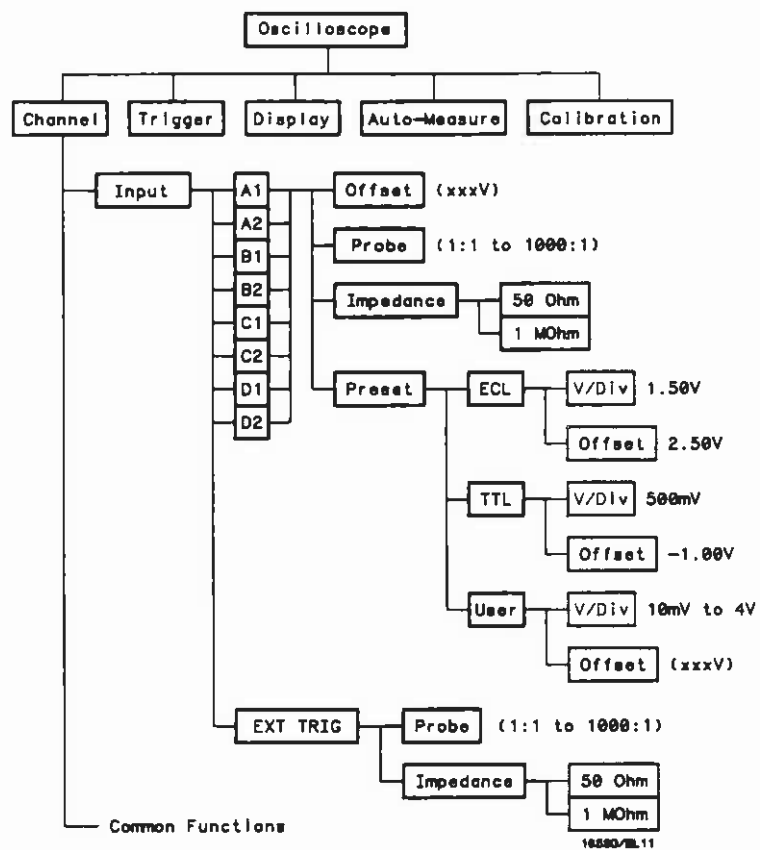 Oscilloscope
Channel Trigger Display Auto-Measure Calibration
Input A1 Offset (xxxV)
A2
Probe (1:1 to 1000:1)
B1
B2 Impedance 50 Ohm
C1 1 MOhm
C2
D1 Preset ECL V/Div 1.50V
D2
Offset 2.50V
TTL V/Div 500mV
Offset -1.00V
User V/Div 10mV to 4V
Offset (xxxV)
EXT TRIG Probe (1:1 to 1000:1)
Impedance 50 Ohm
1 MOhm
Common Functions